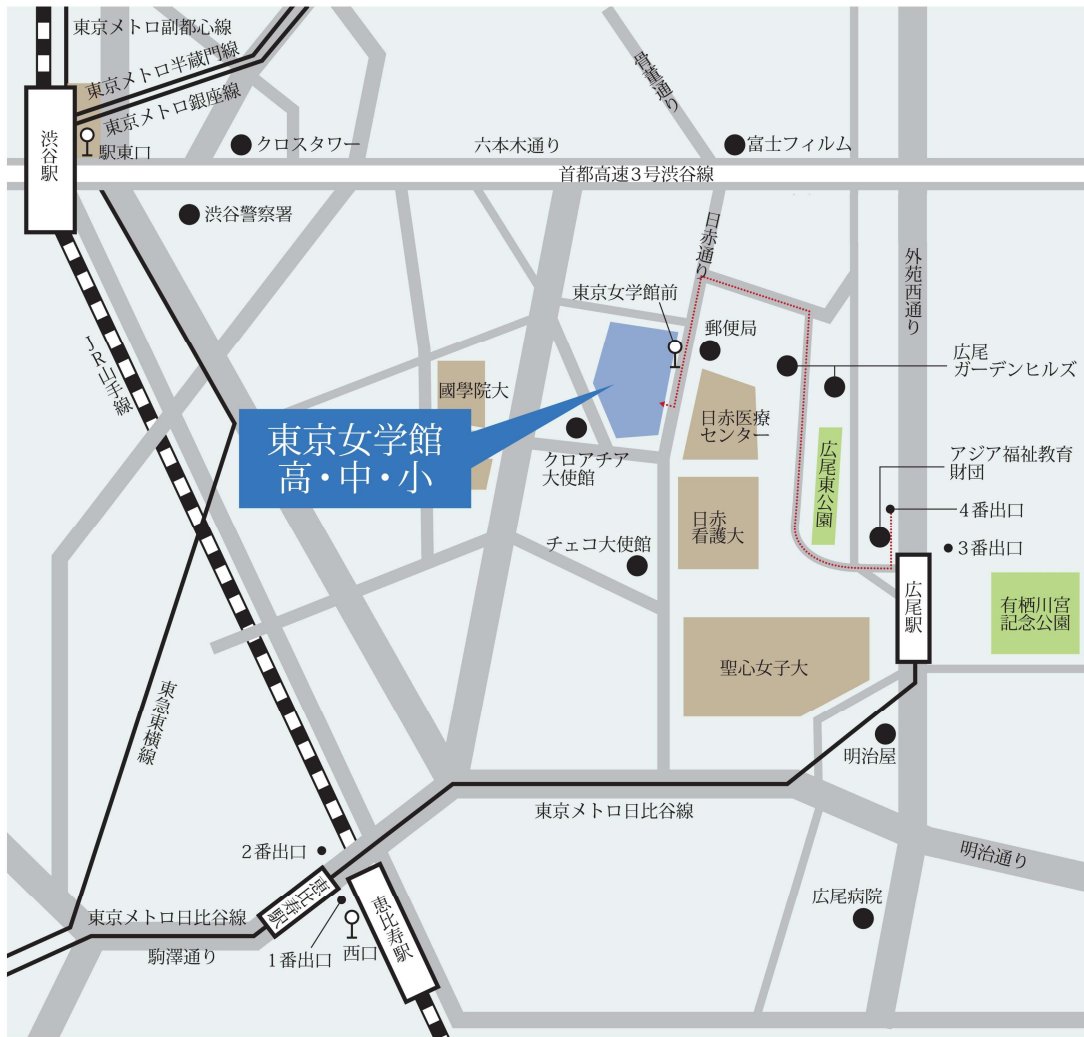 東京メトロ副都心線
東京メトロ半蔵門線
東京メトロ銀座線
渋谷駅
駅東口
クロスタワー
六本木通り
骨董通り
富士フィルム
首都高速3号渋谷線
渋谷警察署
日赤通り
外苑西通り
東京女学館前
郵便局
広尾
ガーデンヒルズ
JR山手線
國學院大
東京女学館
高・中・小
日赤医療
センター
クロアチア
大使館
広尾東公園
アジア福祉教育
財団
4番出口
3番出口
日赤
看護大
チェコ大使館
広尾駅
有栖川宮
記念公園
聖心女子大
東急東横線
明治屋
東京メトロ日比谷線
明治通り
2番出口
恵比寿駅
恵比寿駅
広尾病院
東京メトロ日比谷線
駒澤通り
1番出口
西口